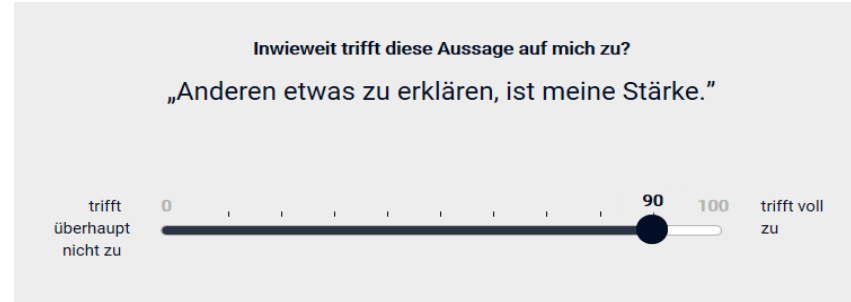 Inwieweit trifft diese Aussage auf mich zu?
„Anderen etwas zu erklären, ist meine Stärke.”
trifft
überhaupt
nicht zu
0
90
100
trifft voll
zu